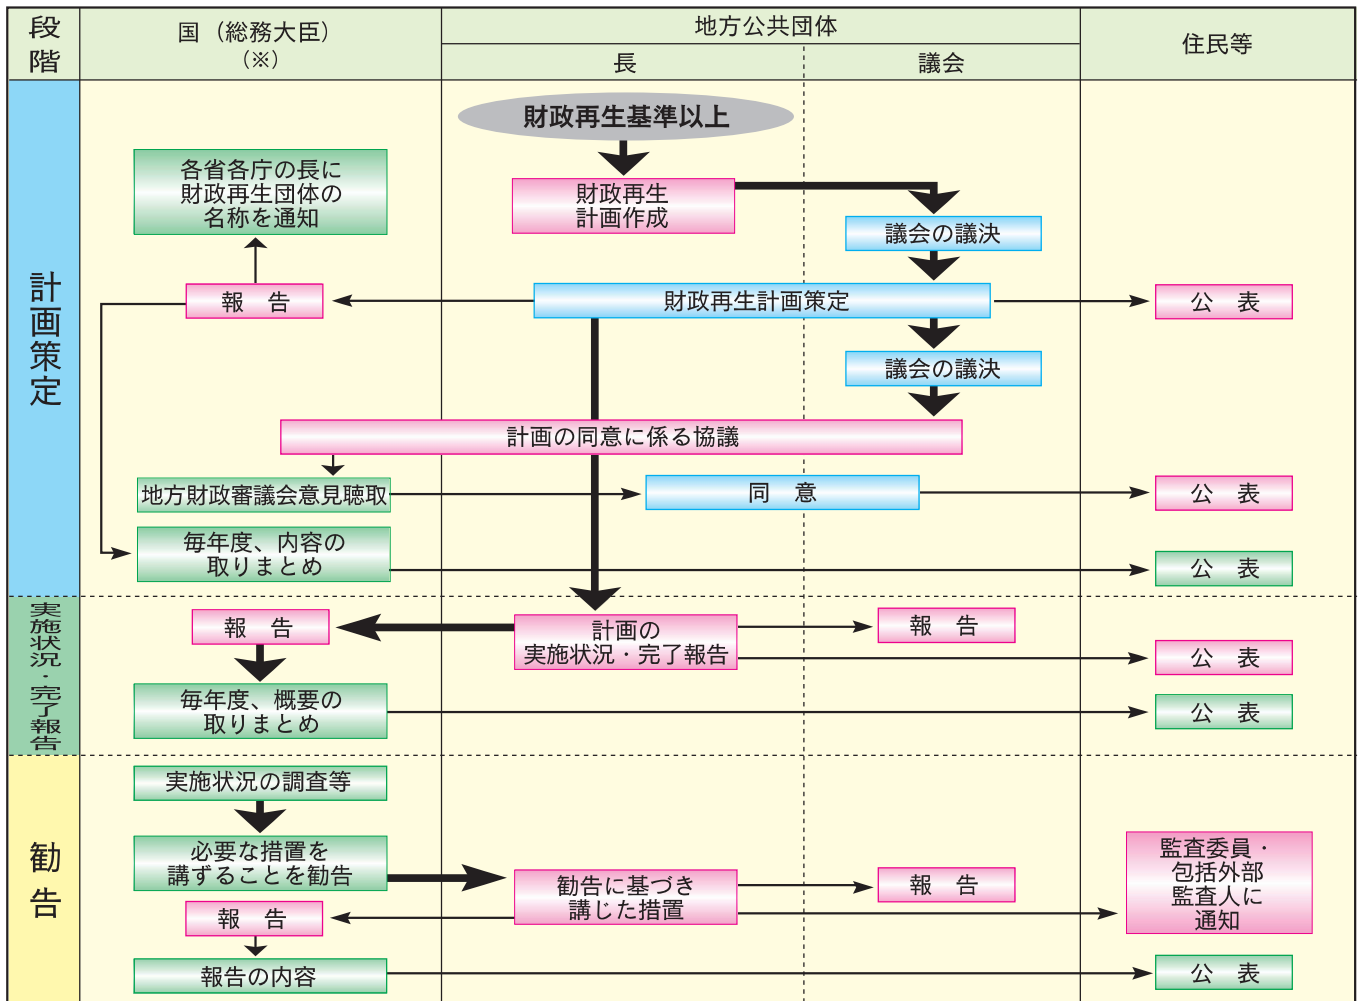 段階
国（総務大臣）
（※）
地方公共団体
長
議会
住民等
計画策定
財政再生基準以上
各省各庁の長に
財政再生団体の
名称を通知
財政再生
計画作成
議会の議決
報　告
財政再生計画策定
公　表
議会の議決
計画の同意に係る協議
地方財政審議会意見聴取
同　意
公　表
毎年度、内容の
取りまとめ
公　表
実施状況・完了報告
報　告
計画の
実施状況・完了報告
報　告
公　表
毎年度、概要の
取りまとめ
公　表
勧告
実施状況の調査等
必要な措置を
講ずることを勧告
勧告に基づき
講じた措置
報　告
監査委員・
包括外部
監査人に
通知
報　告
報告の内容
公　表